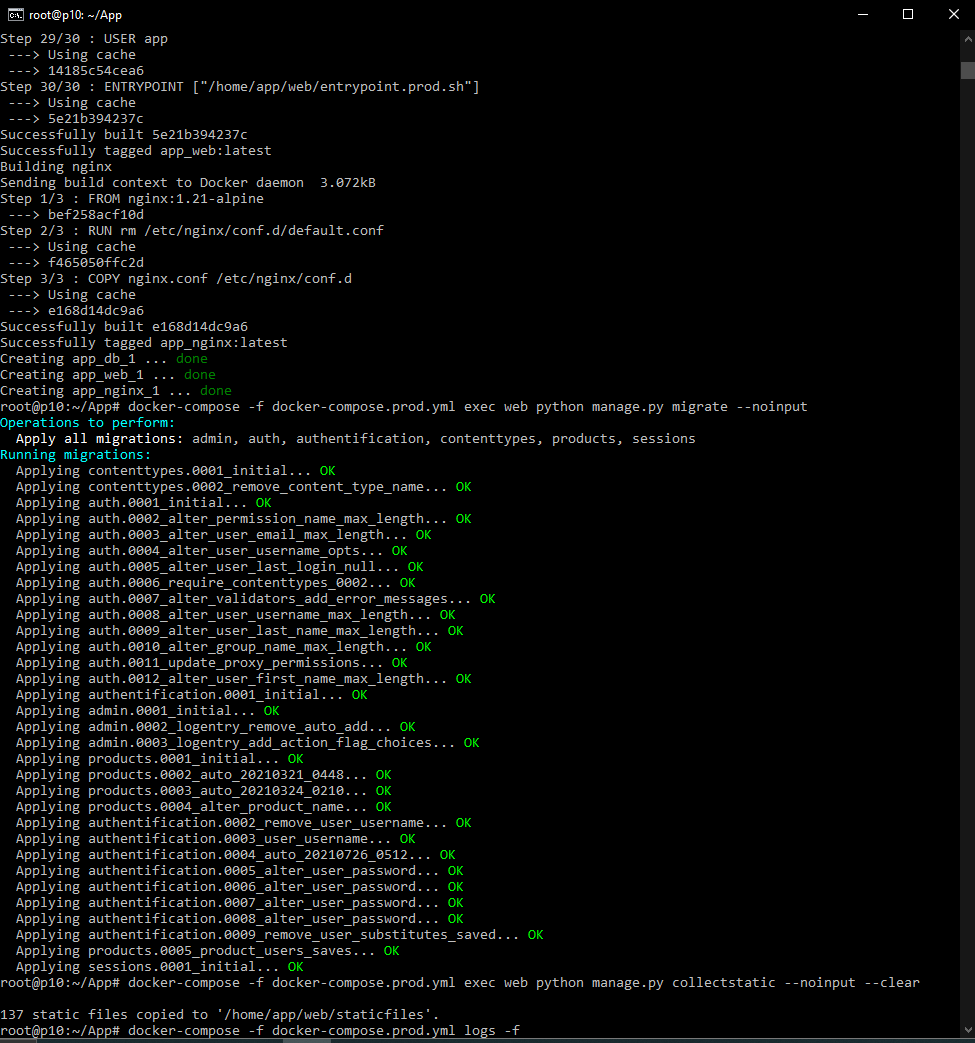 root@p10: ~/App
Step 29/30 : USER app
 ---> Using cache
 ---> 14185c54cea6
Step 30/30 : ENTRYPOINT ["/home/app/web/entrypoint.prod.sh"]
 ---> Using cache
 ---> 5e21b394237c
Successfully built 5e21b394237c
Successfully tagged app_web:latest
Building nginx
Sending build context to Docker daemon  3.072kB
Step 1/3 : FROM nginx:1.21-alpine
 ---> bef258acf10d
Step 2/3 : RUN rm /etc/nginx/conf.d/default.conf
 ---> Using cache
 ---> f465050ffc2d
Step 3/3 : COPY nginx.conf /etc/nginx/conf.d
 ---> Using cache
 ---> e168d14dc9a6
Successfully built e168d14dc9a6
Successfully tagged app_nginx:latest
Creating app_db_1 ... done
Creating app_web_1 ... done
Creating app_nginx_1 ... done
root@p10:~/App# docker-compose -f docker-compose.prod.yml exec web python manage.py migrate --noinput
Operations to perform:
  Apply all migrations: admin, auth, authentification, contenttypes, products, sessions
Running migrations:
  Applying contenttypes.0001_initial... OK
  Applying contenttypes.0002_remove_content_type_name... OK
  Applying auth.0001_initial... OK
  Applying auth.0002_alter_permission_name_max_length... OK
  Applying auth.0003_alter_user_email_max_length... OK
  Applying auth.0004_alter_user_username_opts... OK
  Applying auth.0005_alter_user_last_login_null... OK
  Applying auth.0006_require_contenttypes_0002... OK
  Applying auth.0007_alter_validators_add_error_messages... OK
  Applying auth.0008_alter_user_username_max_length... OK
  Applying auth.0009_alter_user_last_name_max_length... OK
  Applying auth.0010_alter_group_name_max_length... OK
  Applying auth.0011_update_proxy_permissions... OK
  Applying auth.0012_alter_user_first_name_max_length... OK
  Applying authentification.0001_initial... OK
  Applying admin.0001_initial... OK
  Applying admin.0002_logentry_remove_auto_add... OK
  Applying admin.0003_logentry_add_action_flag_choices... OK
  Applying products.0001_initial... OK
  Applying products.0002_auto_20210321_0448... OK
  Applying products.0003_auto_20210324_0210... OK
  Applying products.0004_alter_product_name... OK
  Applying authentification.0002_remove_user_username... OK
  Applying authentification.0003_user_username... OK
  Applying authentification.0004_auto_20210726_0512... OK
  Applying authentification.0005_alter_user_password... OK
  Applying authentification.0006_alter_user_password... OK
  Applying authentification.0007_alter_user_password... OK
  Applying authentification.0008_alter_user_password... OK
  Applying authentification.0009_remove_user_substitutes_saved... OK
  Applying products.0005_product_users_saves... OK
  Applying sessions.0001_initial... OK
root@p10:~/App# docker-compose -f docker-compose.prod.yml exec web python manage.py collectstatic --noinput --clear

137 static files copied to '/home/app/web/staticfiles'.
root@p10:~/App# docker-compose -f docker-compose.prod.yml logs -f